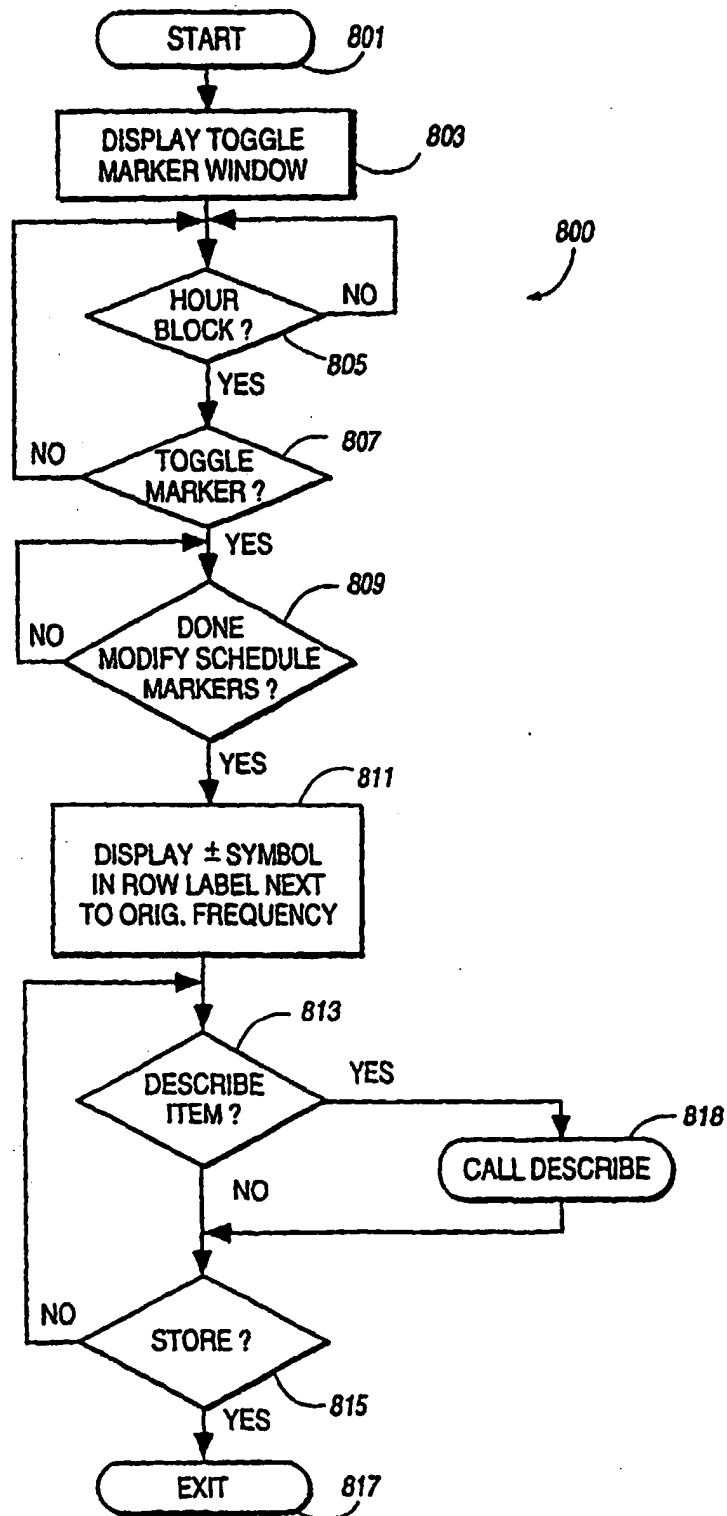 START
801
DISPLAY TOGGLE
MARKER WINDOW
803
800
HOUR
BLOCK ?
NO
805
YES
807
NO
TOGGLE
MARKER ?
YES
809
NO
DONE
MODIFY SCHEDULE
MARKERS ?
YES
811
DISPLAY ± SYMBOL
IN ROW LABEL NEXT
TO ORIG. FREQUENCY
813
DESCRIBE
ITEM ?
YES
818
CALL DESCRIBE
NO
NO
STORE ?
815
YES
EXIT
817